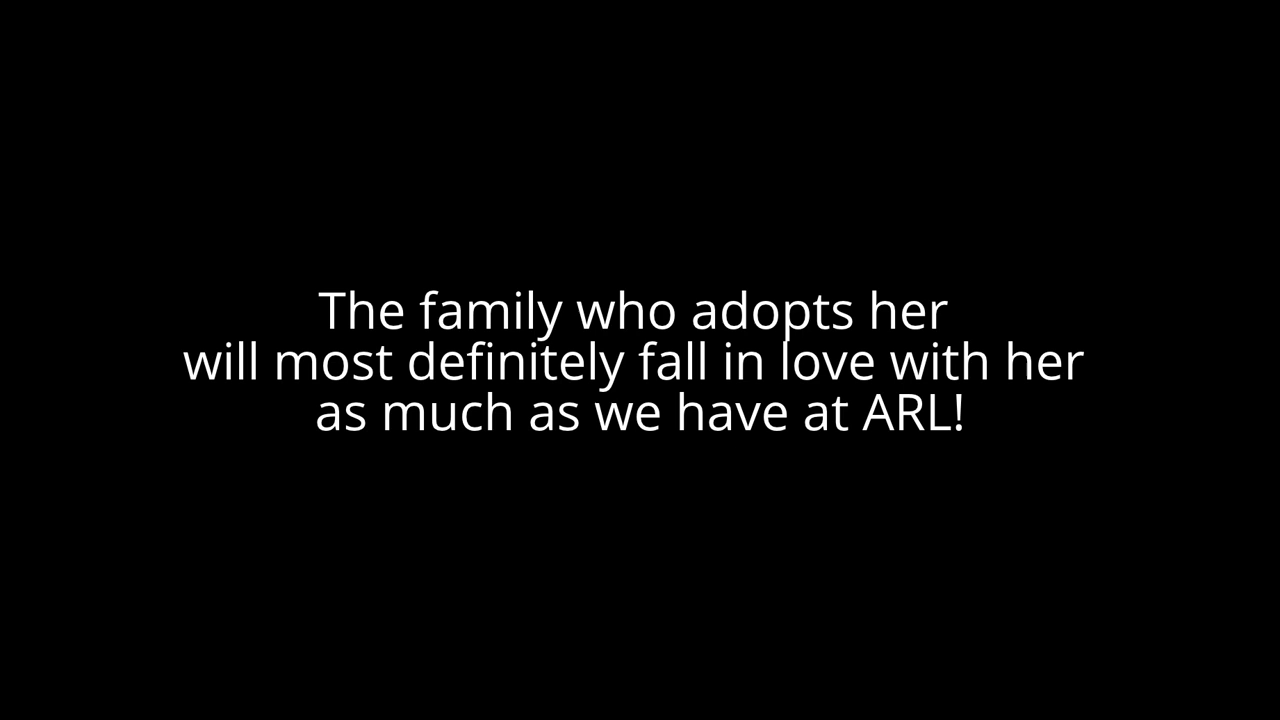 The family who adopts her
will most definitely fall in love with her
as much as we have at ARL!